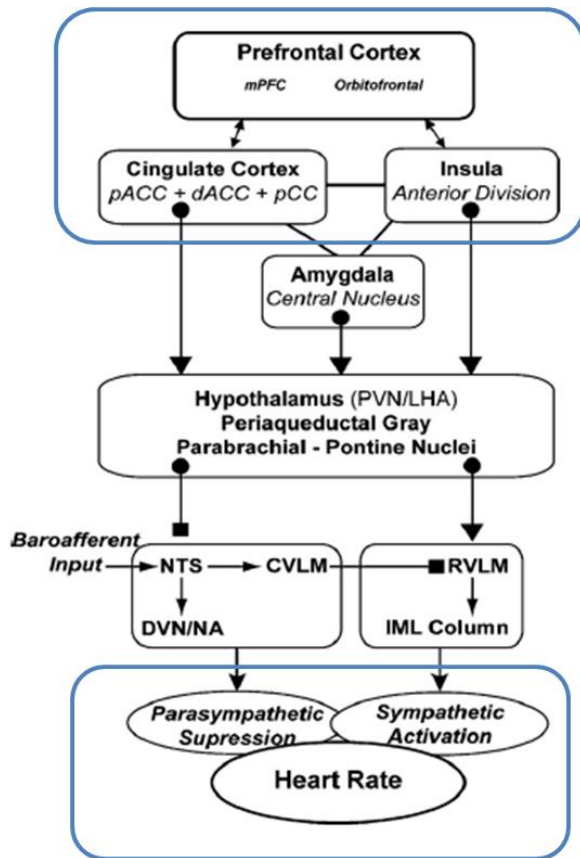 Prefrontal Cortex
mPFC Orbitofrontal
Cingulate Cortex
pACC + dACC + pCC
Insula
Anterior Division
Amygdala
Central Nucleus
Hypothalamus (PVN/LHA)
Periaqueductal Gray
Parabrachial - Pontine Nuclei
Baroafferent
Input
NTS
CVLM
RVLM
DVN/NA
IML Column
Parasympathetic
Supression
Sympathetic
Activation
Heart Rate